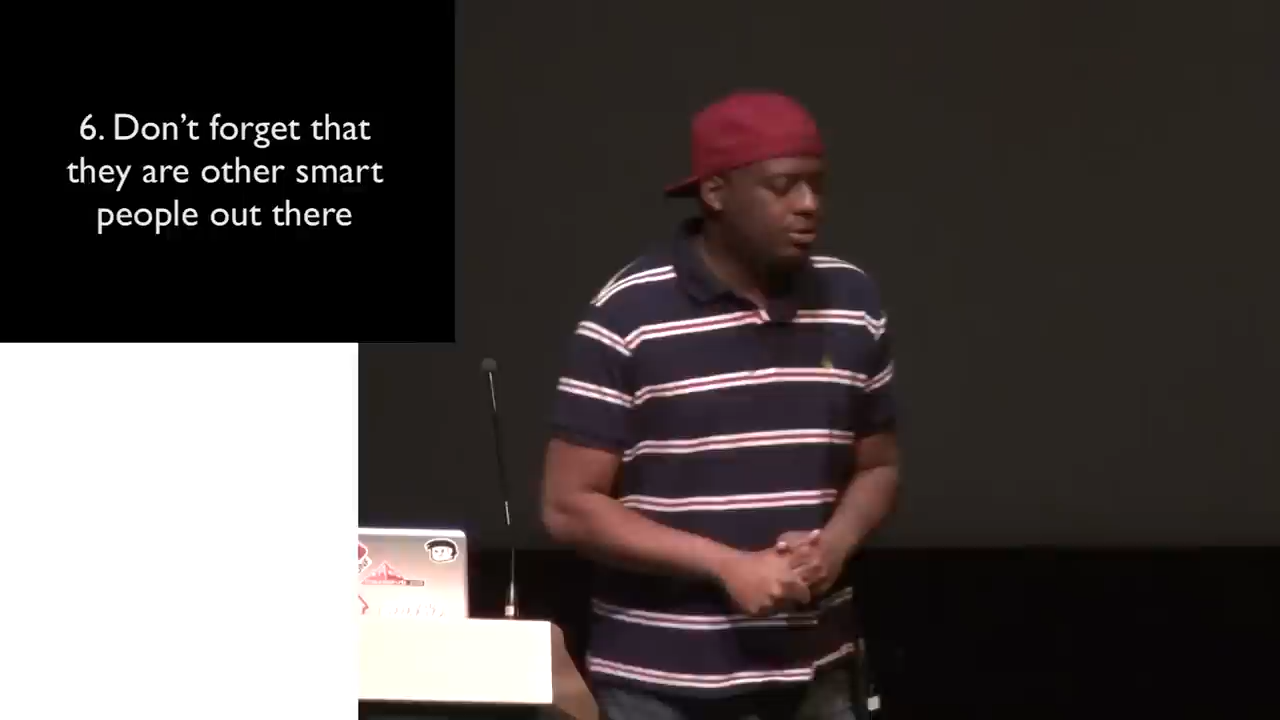 6. Don't forget that
they are other smart
people out there